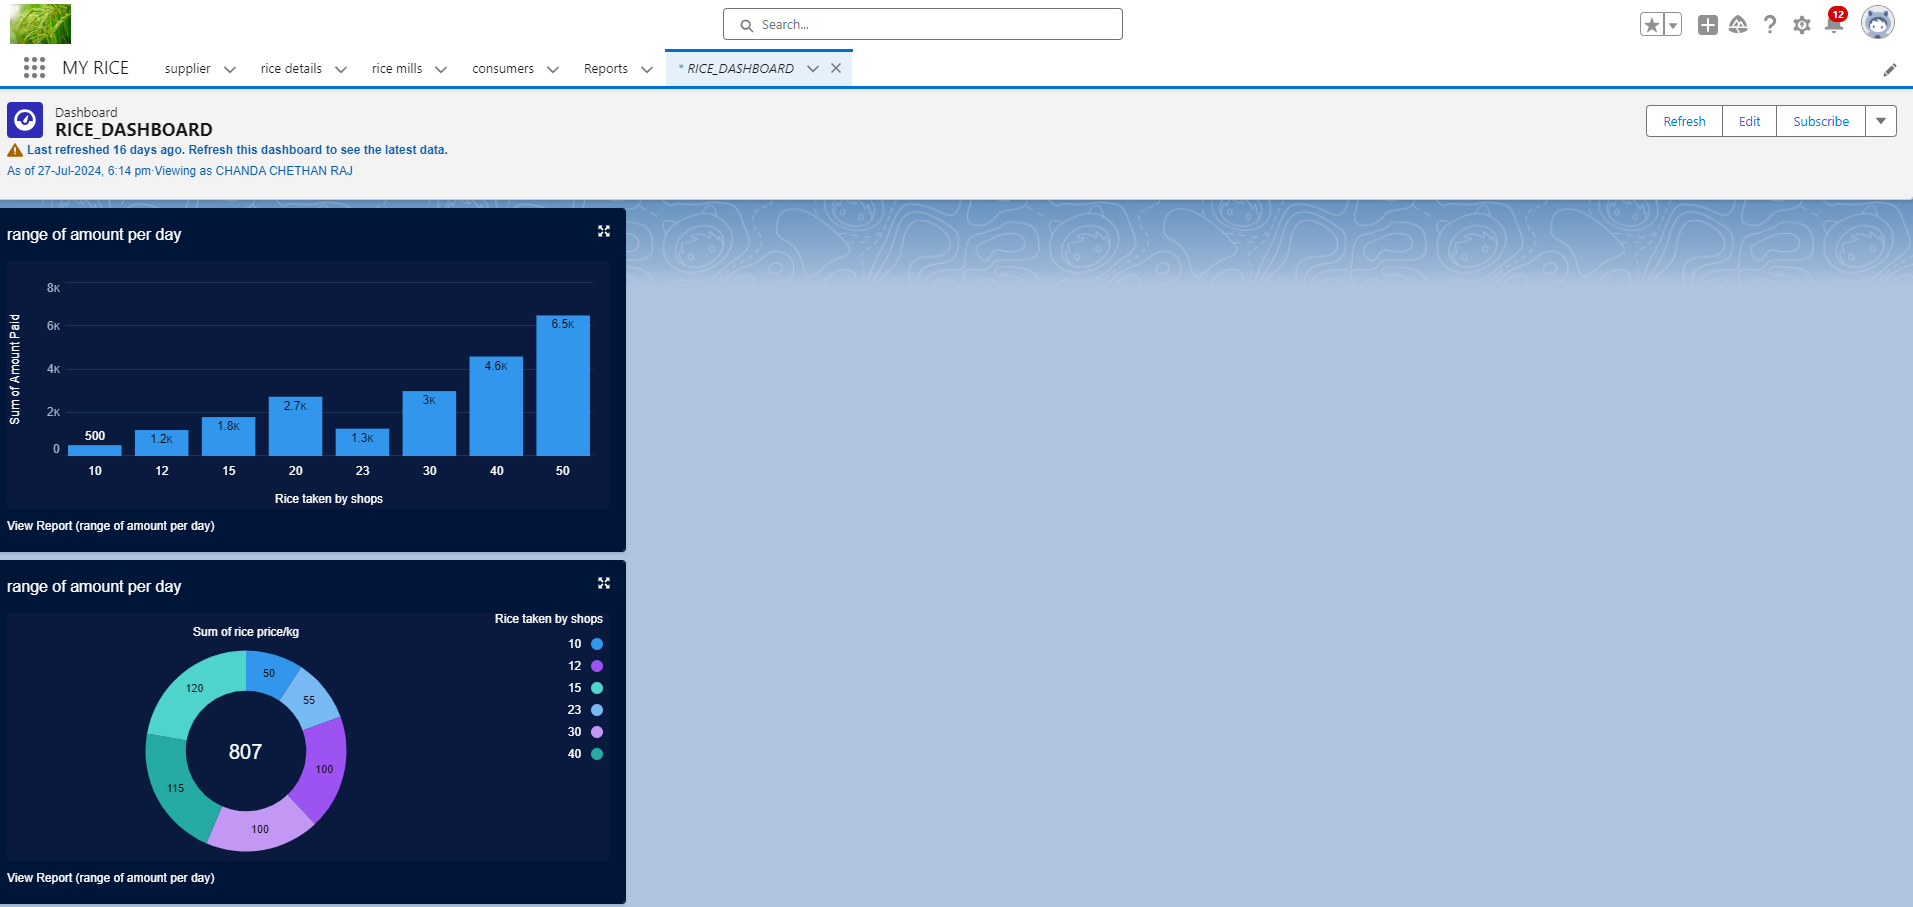 Search...
12
MY RICE
supplier
rice details
rice mills
consumers
Reports
* RICE_DASHBOARD
Dashboard
RICE_DASHBOARD
Last refreshed 16 days ago. Refresh this dashboard to see the latest data.
As of 27-Jul-2024, 6:14 pm·Viewing as CHANDA CHETHAN RAJ
Refresh
Edit
Subscribe
range of amount per day
Sum of Amount Paid
8K
6K
4K
2K
0
500
1.2K
1.8K
2.7K
1.3K
3K
4.6K
6.5K
10
12
15
20
23
30
40
50
Rice taken by shops
View Report (range of amount per day)
range of amount per day
Sum of rice price/kg
50
55
100
100
115
120
807
Rice taken by shops
10
12
15
23
30
40
View Report (range of amount per day)